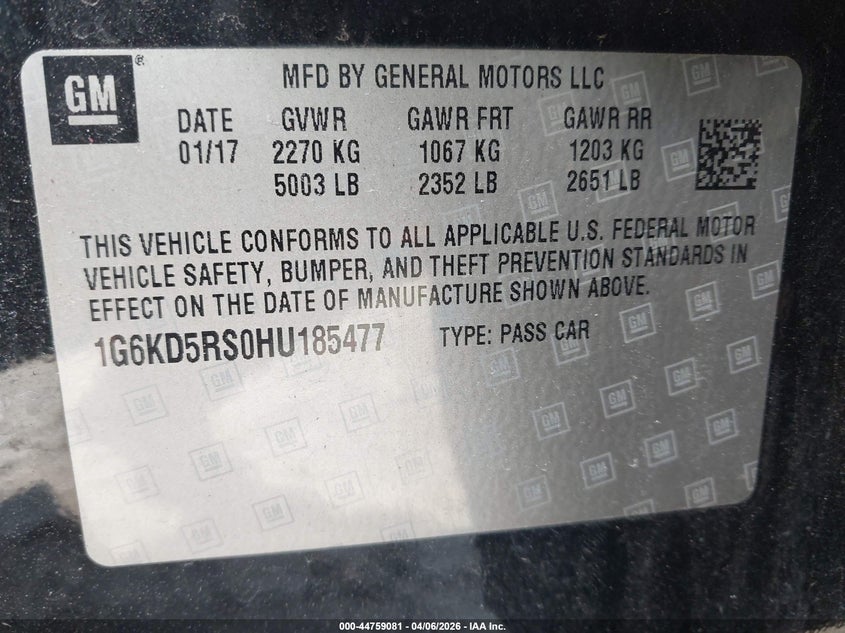 GM®
MFD BY GENERAL MOTORS LLC
DATE GVWR GAWR FRT GAWR RR
01/17 2270 KG 1067 KG 1203 KG
5003 LB 2352 LB 2651 LB
THIS VEHICLE CONFORMS TO ALL APPLICABLE U.S. FEDERAL MOTOR
VEHICLE SAFETY, BUMPER, AND THEFT PREVENTION STANDARDS IN
EFFECT ON THE DATE OF MANUFACTURE SHOWN ABOVE.
1G6KD5RS0HU185477 TYPE: PASS CAR
000-44759081 - 04/06/2026 - IAA Inc.